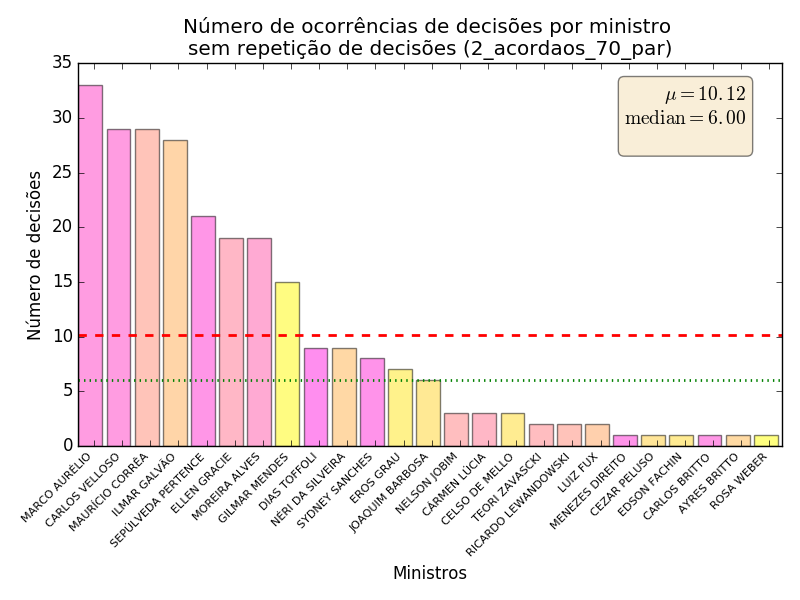 Número de ocorrências de decisões por ministro
sem repetição de decisões (2_acordaos_70_par)
μ = 10.12
median = 6.00
Número de decisões
35
30
25
20
15
10
5
0
MARCO AURÉLIO
CARLOS VELLOSO
MAURÍCIO CORRÊA
ILMAR GALVÃO
SEPÚLVEDA PERTENCE
ELLEN GRACIE
MOREIRA ALVES
GILMAR MENDES
DIAS TOFFOLI
NÉRI DA SILVEIRA
SYDNEY SANCHES
EROS GRAU
JOAQUIM BARBOSA
NELSON JOBIM
CÁRMEN LÚCIA
CELSO DE MELLO
TEORI ZAVASCKI
RICARDO LEWANDOWSKI
LUIZ FUX
MENEZES DIREITO
CEZAR PELUSO
EDSON FACHIN
CARLOS BRITTO
AYRES BRITTO
ROSA WEBER
Ministros